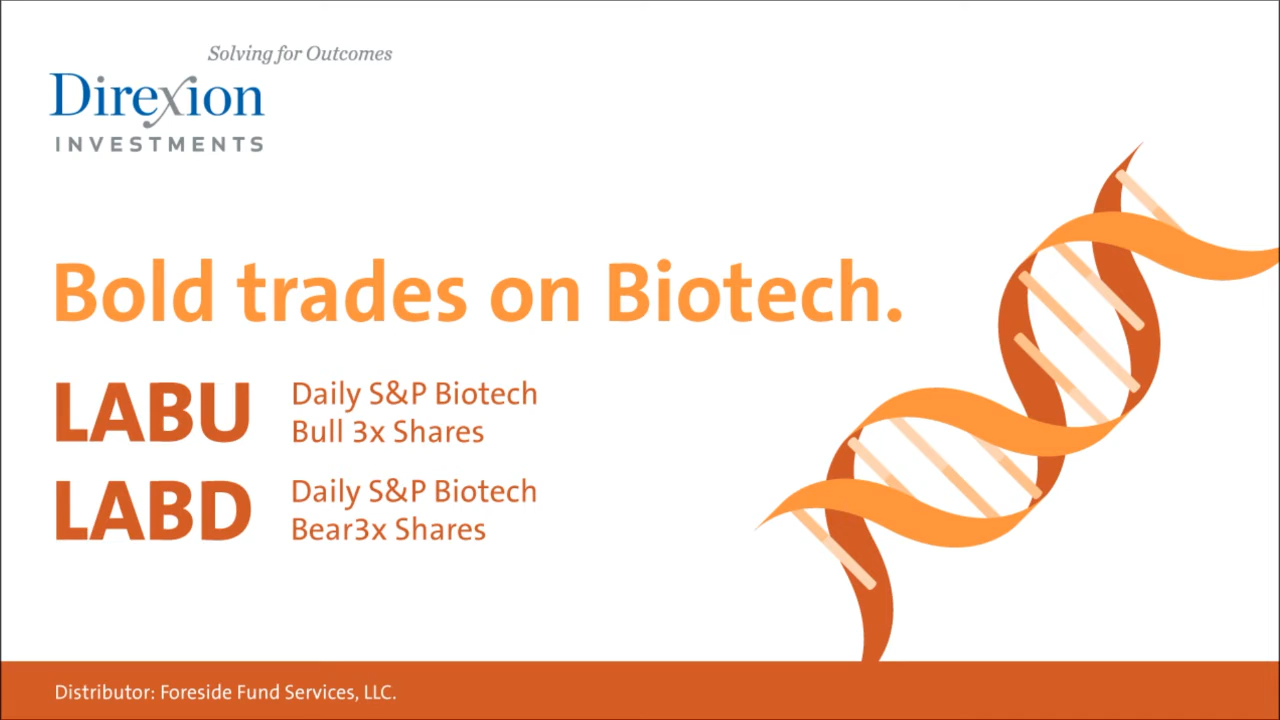 Solving for Outcomes
Direxion
INVESTMENTS
Bold trades on Biotech.
LABU
Daily S&P Biotech
Bull 3x Shares
LABD
Daily S&P Biotech
Bear3x Shares
Distributor: Foreside Fund Services, LLC.